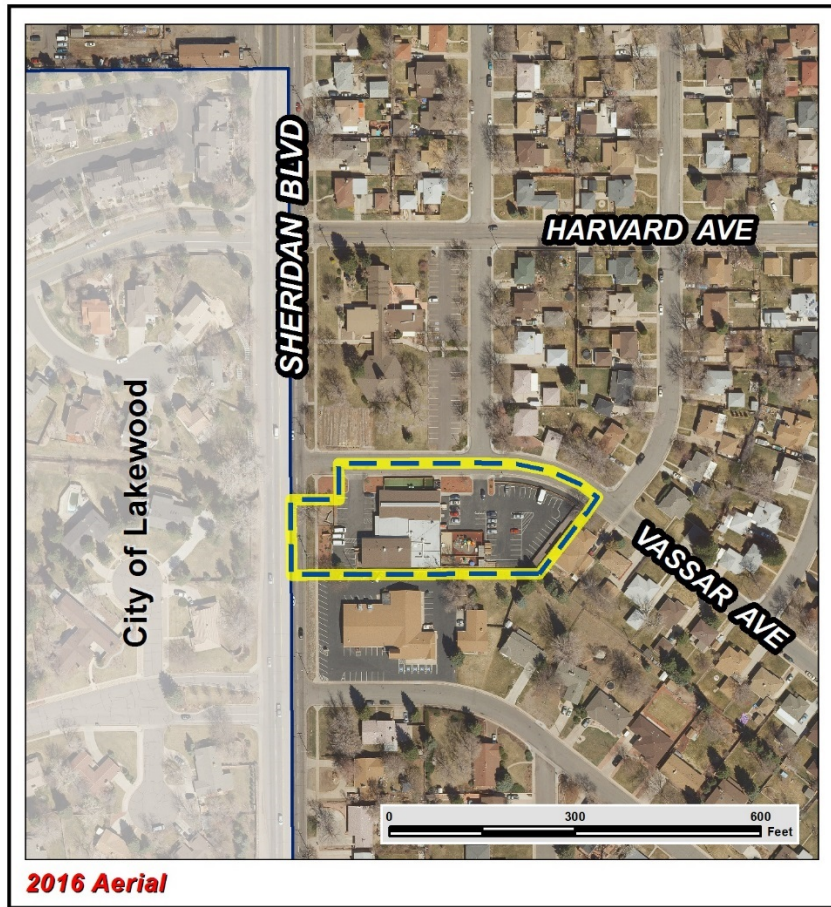 SHERIDAN BLVD
HARVARD AVE
City of Lakewood
VASSAR AVE
0 300 600
Feet
2016 Aerial